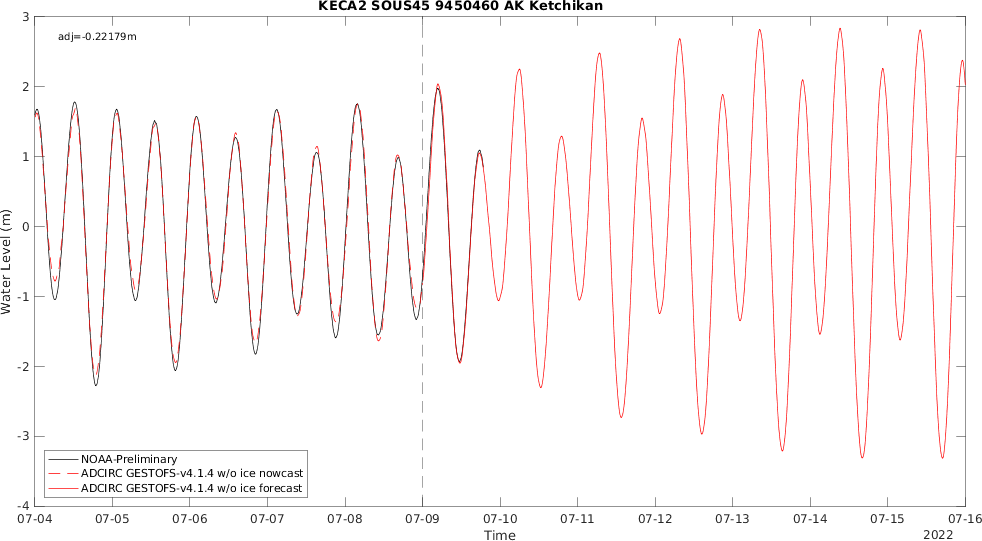 KECA2 SOUS45 9450460 AK Ketchikan
adj=-0.22179m
3
2
1
0
-1
-2
-3
-4
Water Level (m)
NOAA-Preliminary
ADCIRC GESTOFS-v4.1.4 w/o ice nowcast
ADCIRC GESTOFS-v4.1.4 w/o ice forecast
07-04 07-05 07-06 07-07 07-08 07-09 07-10 07-11 07-12 07-13 07-14 07-15 07-16
Time
2022